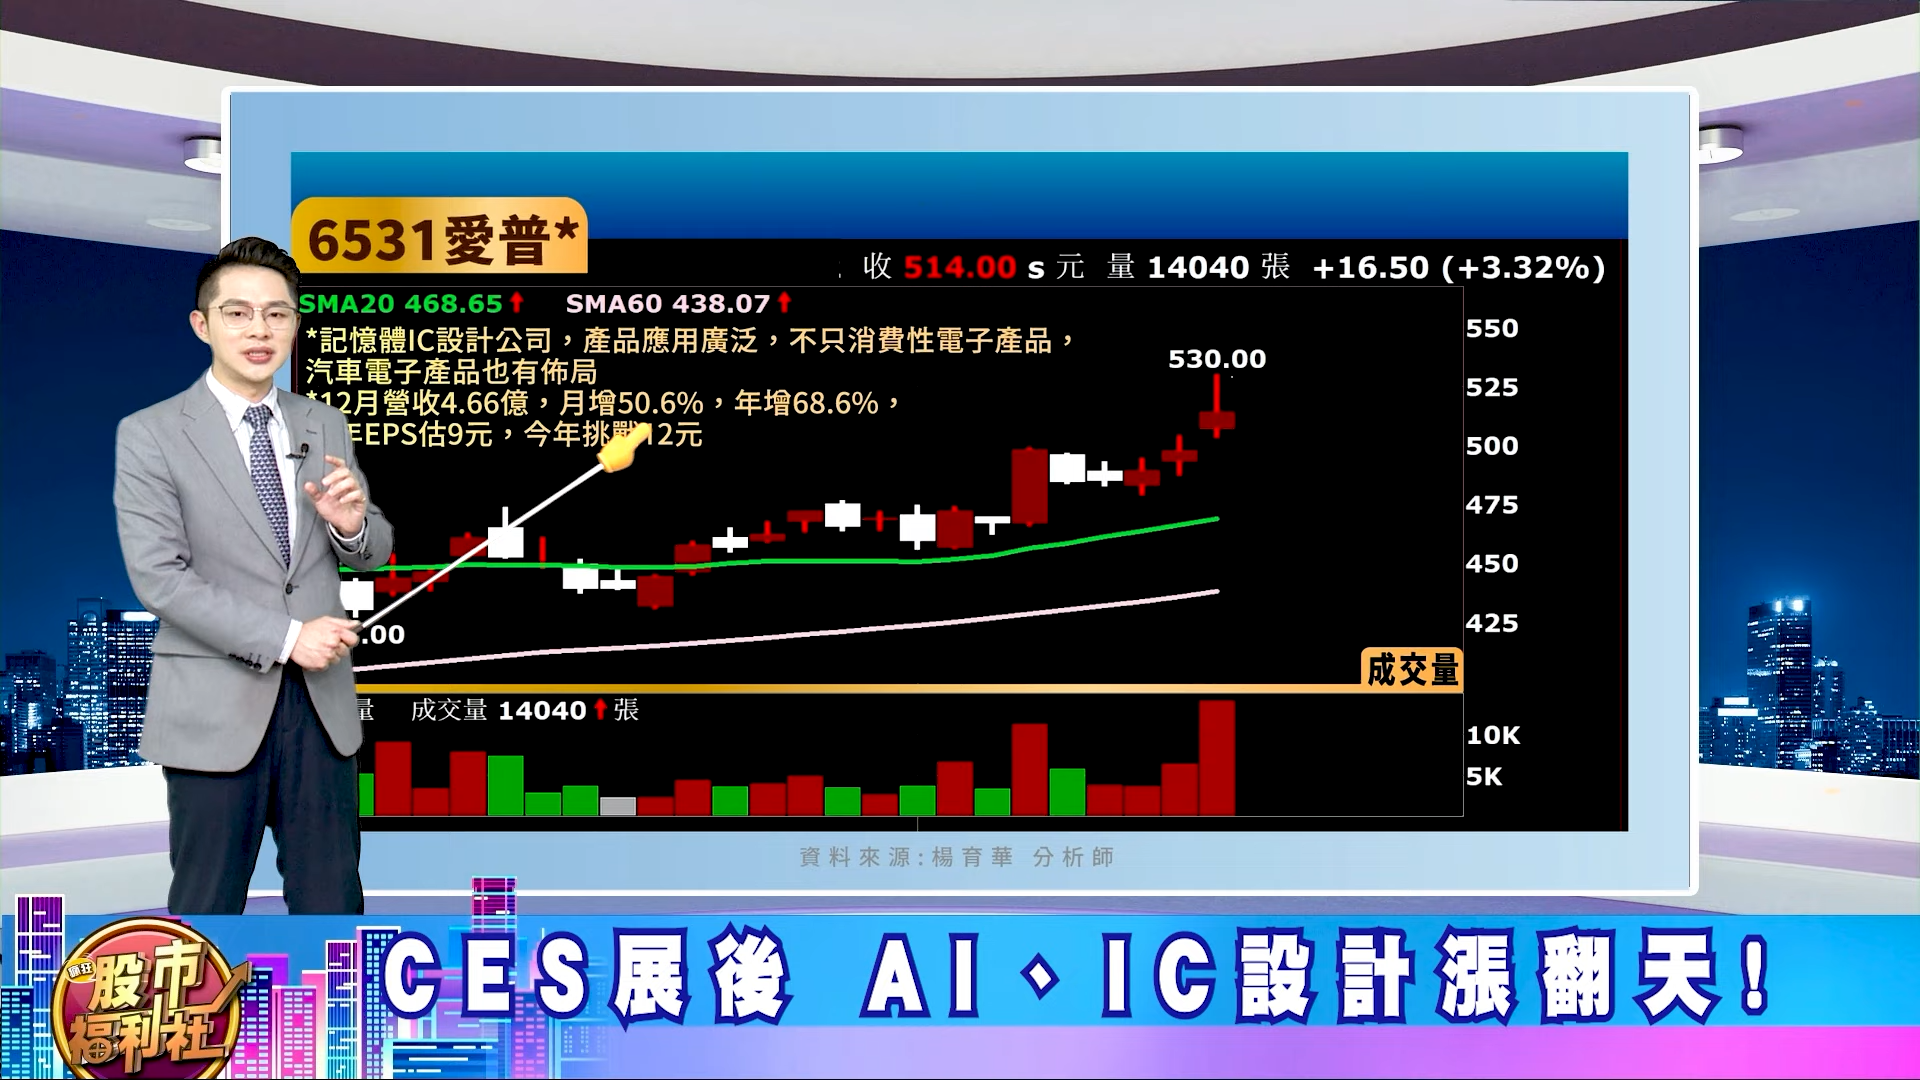 6531愛普*
收 514.00 s 元 量 14040 張 +16.50 (+3.32%)
SMA20 468.65↑ SMA60 438.07↑
*記憶體IC設計公司，產品應用廣泛，不只消費性電子產品，
汽車電子產品也有佈局
*12月營收4.66億，月增50.6%，年增68.6%，
年EPS估9元，今年挑戰12元
530.00
550
525
500
475
450
425
.00
成交量
量 成交量 14040↑張
10K
5K
資料來源:楊育華 分析師
瘋狂
股市
福利社
CES展後 AI、IC設計漲翻天!